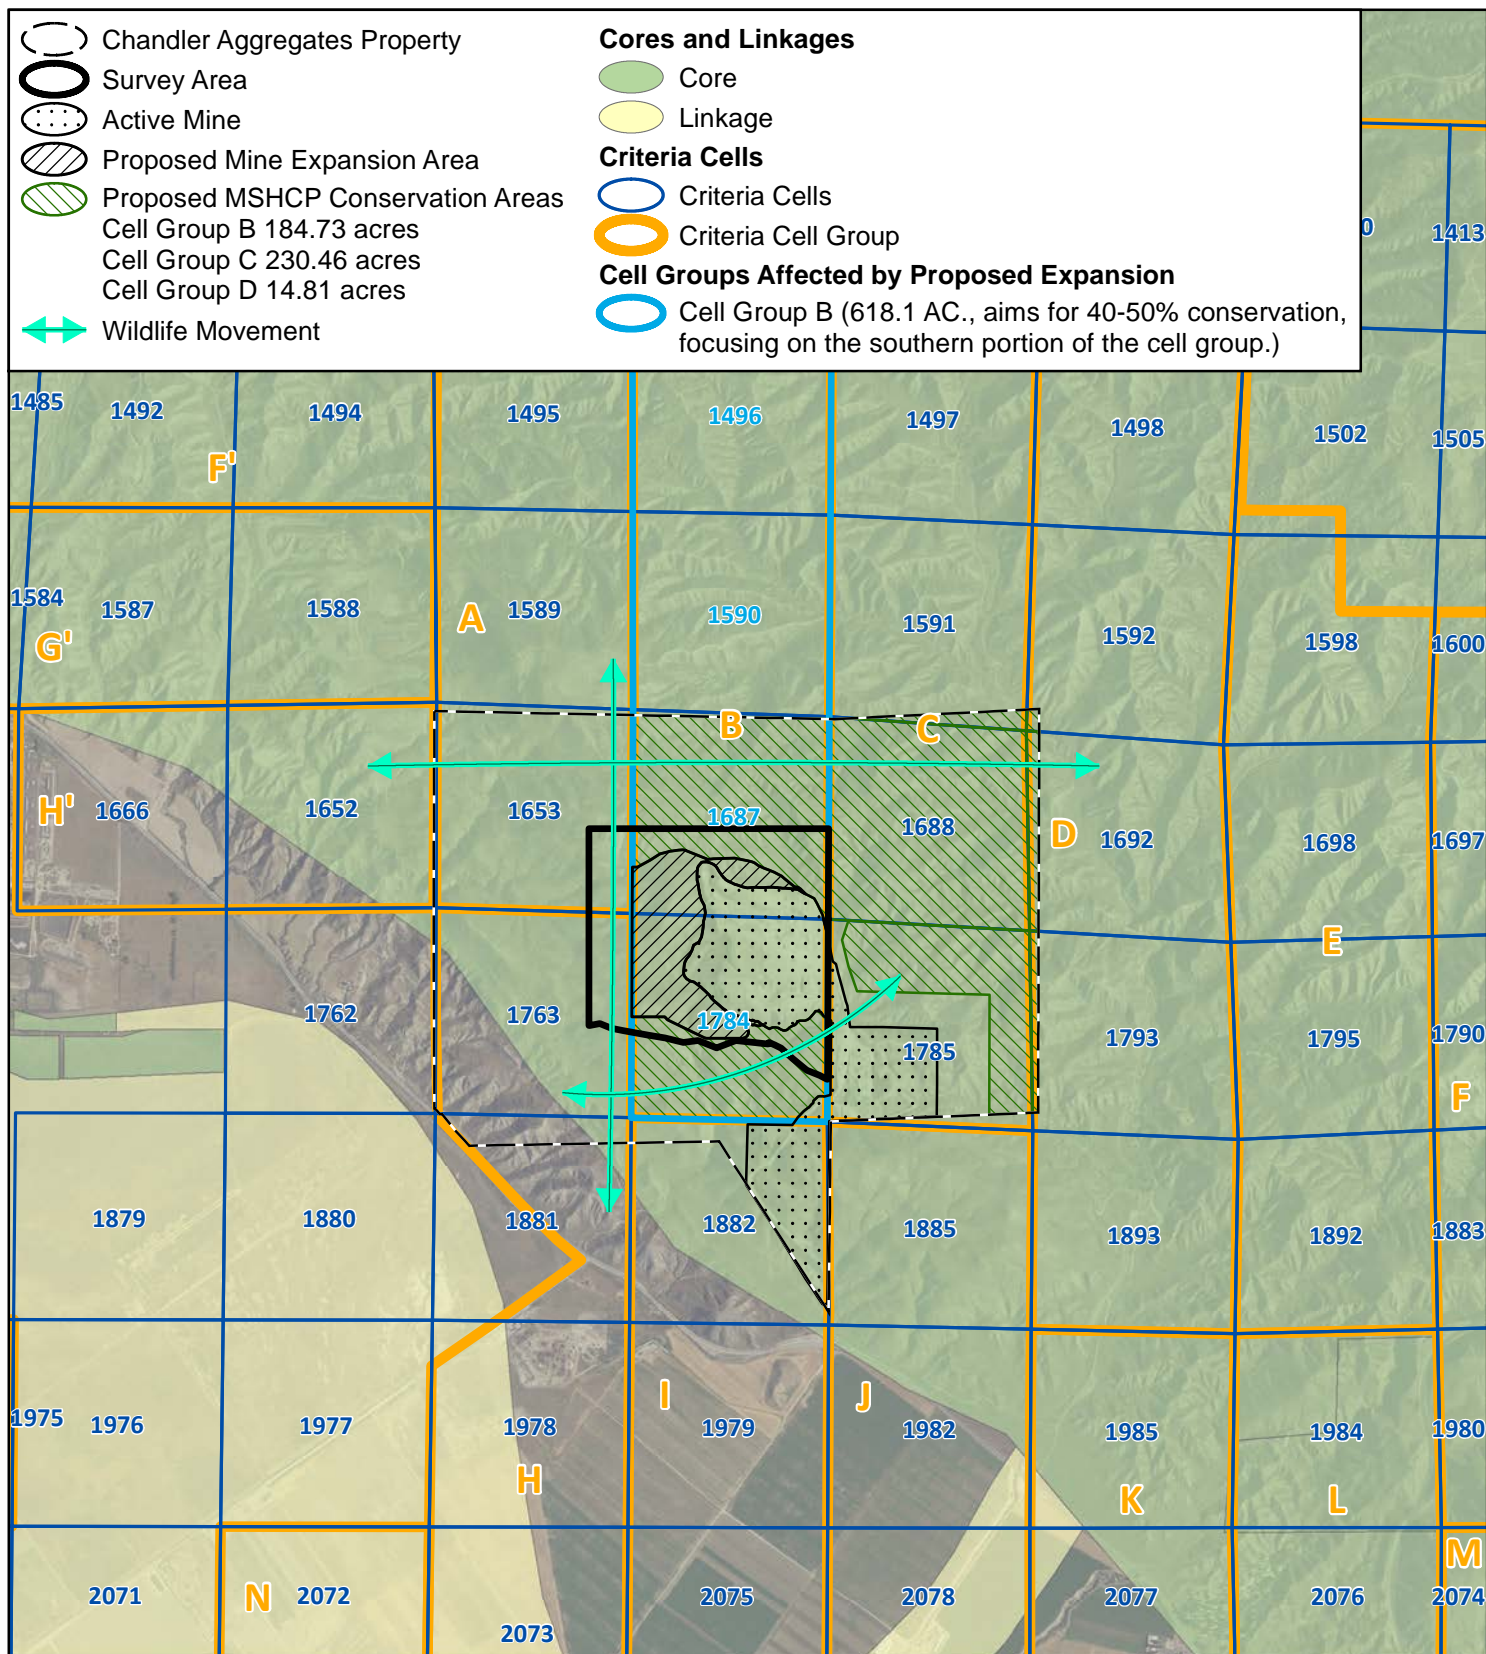 Chandler Aggregates Property
Survey Area
Active Mine
Proposed Mine Expansion Area
Proposed MSHCP Conservation Areas
Cell Group B 184.73 acres
Cell Group C 230.46 acres
Cell Group D 14.81 acres
Wildlife Movement
Cores and Linkages
Core
Linkage
Criteria Cells
Criteria Cells
Criteria Cell Group
Cell Groups Affected by Proposed Expansion
Cell Group B (618.1 AC., aims for 40-50% conservation,
focusing on the southern portion of the cell group.)
0 1413
1485 1492 1494 1495 1496 1497 1498 1502 1505
F'
1584 1587 1588 A 1589 1590 1591 1592 1598 1600
G'
B C
H' 1666 1652 1653 1687 1688 D 1692 1698 1697
E
1762 1763 1784 1785 1793 1795 1790
F
1879 1880 1881 1882 1885 1893 1892 1883
I J
1975 1976 1977 1978 1979 1982 1985 1984 1980
H K L
M
2071 N 2072 2073 2075 2078 2077 2076 2074